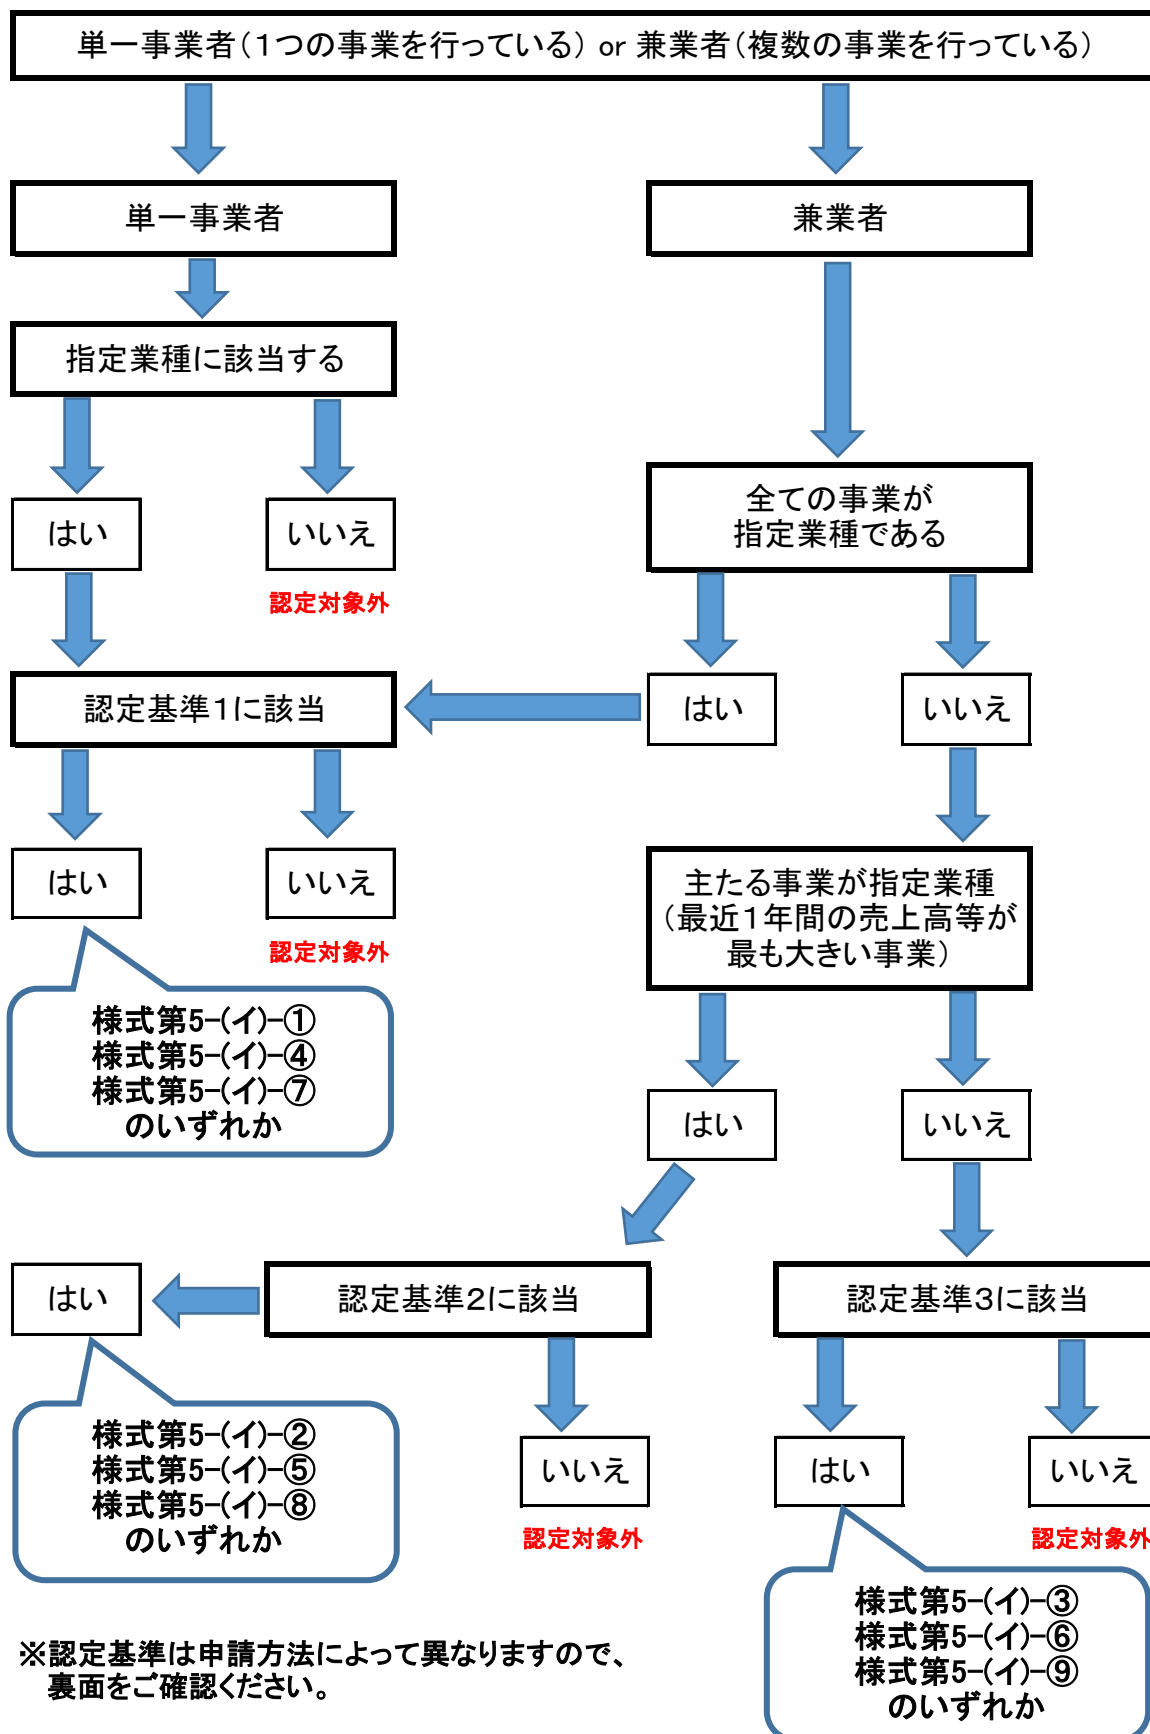 単一事業者(1つの事業を行っている) or 兼業者(複数の事業を行っている)
単一事業者
兼業者
指定業種に該当する
全ての事業が
指定業種である
はい
いいえ
認定対象外
認定基準1に該当
はい
いいえ
はい
いいえ
認定対象外
主たる事業が指定業種
(最近1年間の売上高等が
最も大きい事業)
様式第5-(イ)-①
様式第5-(イ)-④
様式第5-(イ)-⑦
のいずれか
はい
いいえ
はい
認定基準2に該当
認定基準3に該当
様式第5-(イ)-②
様式第5-(イ)-⑤
様式第5-(イ)-⑧
のいずれか
いいえ
認定対象外
はい
いいえ
認定対象外
様式第5-(イ)-③
様式第5-(イ)-⑥
様式第5-(イ)-⑨
のいずれか
※認定基準は申請方法によって異なりますので、
裏面をご確認ください。